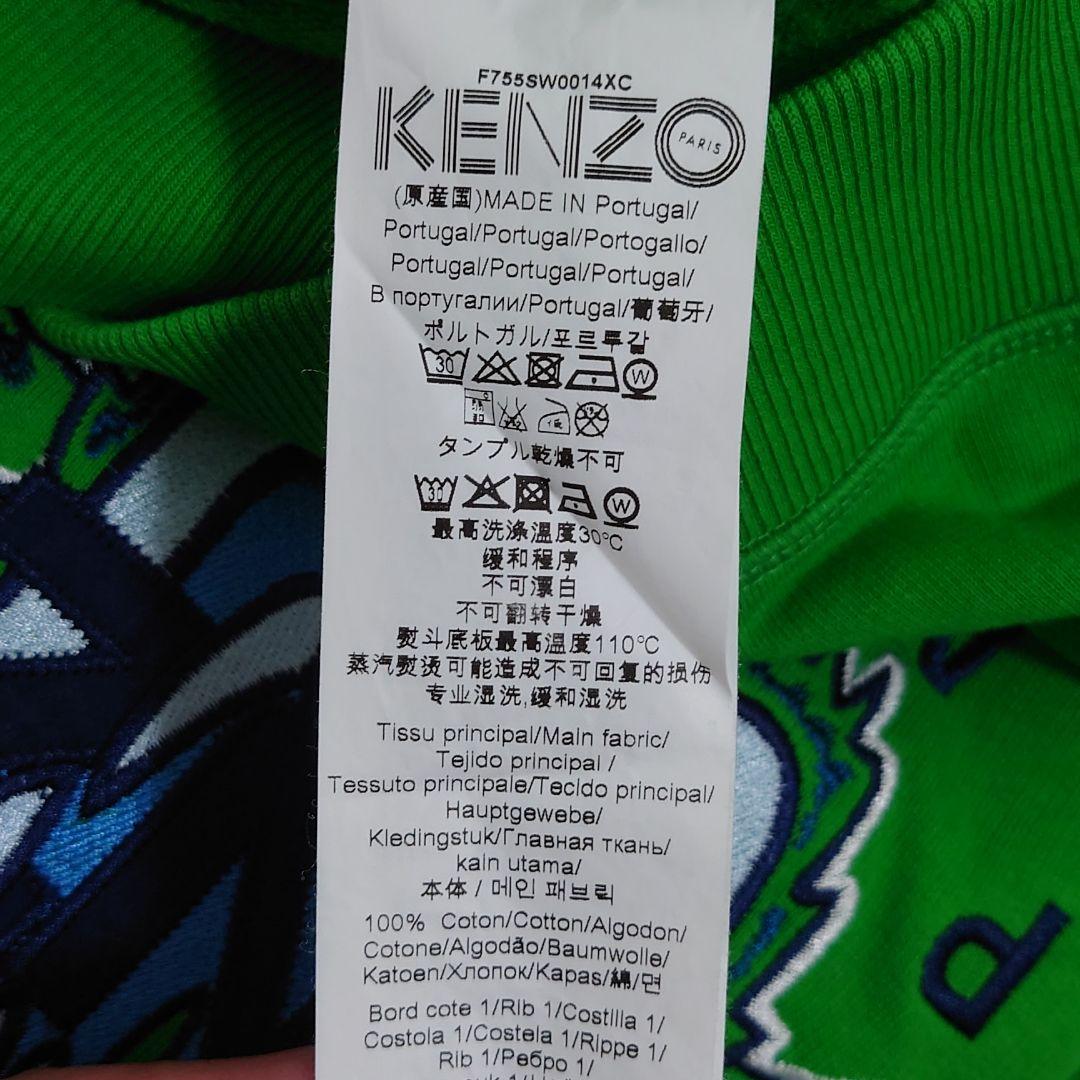 F755SW0014XC
KENZO
PARIS
(原産国)MADE IN Portugal/
Portugal/Portugal/Portogallo/
Portugal/Portugal/Portugal/
В португалии/Portugal/葡萄牙/
ポルトガル/포르투갈
30 W
低
タンブル乾燥不可
30 W
最高洗涤温度30°C
缓和程序
不可漂白
不可翻转干燥
熨斗底板最高温度110°C
蒸汽熨烫可能造成不可回复的损伤
专业湿洗,缓和湿洗
Tissu principal/Main fabric/
Tejido principal /
Tessuto principale/Tecido principal/
Hauptgewebe/
Kledingstuk/Главная ткань/
kain utama/
本体 / 메인 패브릭
100% Coton/Cotton/Algodon/
Cotone/Algodão/Baumwolle/
Katoen/Хлопок/Kapas/綿/면
Bord cote 1/Rib 1/Costilla 1/
Costola 1/Costela 1/Rippe 1/
Rib 1/Ребро 1/
P